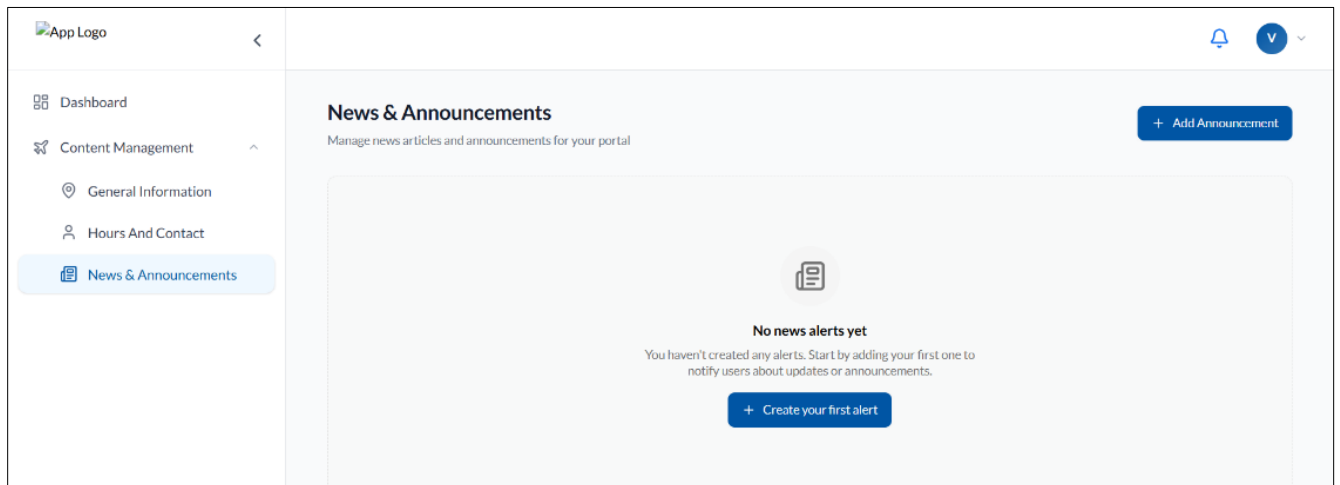 App Logo
V
Dashboard
Content Management
General Information
Hours And Contact
News & Announcements
News & Announcements
Manage news articles and announcements for your portal
+ Add Announcement
No news alerts yet
You haven't created any alerts. Start by adding your first one to
notify users about updates or announcements.
+ Create your first alert